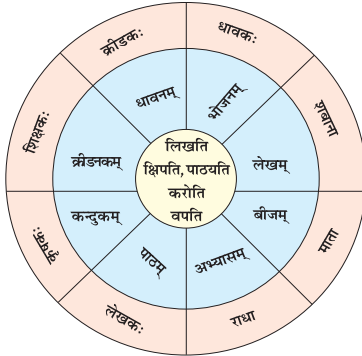 क्रीडकः
धावकः
शबाना
माता
राधा
लेखकः
कृषकः
शिक्षकः
धावनम्
भोजनम्
लेखम्
बीजम्
अभ्यासम्
पाठम्
कन्दुकम्
क्रीडनकम्
लिखति
क्षिपति, पाठयति
करोति
वपति